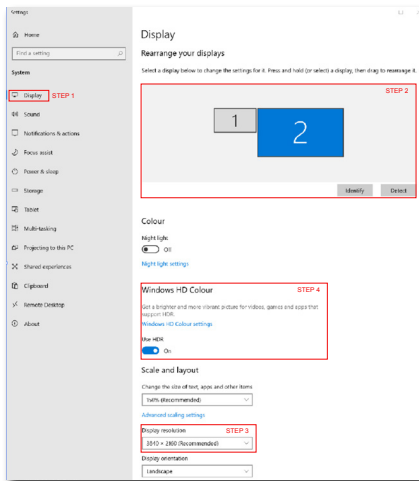 Settings
Home
Find a setting
System
Display STEP 1
Sound
Notifications & actions
Focus assist
Power & sleep
Storage
Tablet
Multi-tasking
Projecting to this PC
Shared experiences
Clipboard
Remote Desktop
About
Display
Rearrange your displays
Select a display below to change the settings for it. Press and hold (or select) a display, then drag to rearrange it.
STEP 2
1
2
Identify Detect
Colour
Night light
Off
Night light settings
Windows HD Colour STEP 4
Get a brighter and more vibrant picture for videos, games and apps that
support HDR.
Windows HD Colour settings
Use HDR
On
Scale and layout
Change the size of text, apps and other items
150% (Recommended)
Advanced scaling settings
Display resolution STEP 3
3840 × 2160 (Recommended)
Display orientation
Landscape